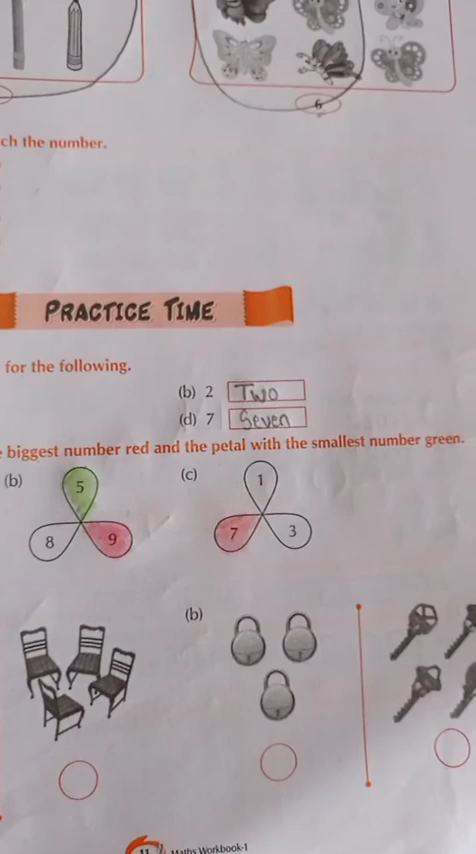 6
ch the number.
PRACTICE TIME
for the following.
(b) 2 Two
(d) 7 Seven
biggest number red and the petal with the smallest number green.
(b) 5 8 9 (c) 1 7 3
(b)
11 Maths Workbook-1